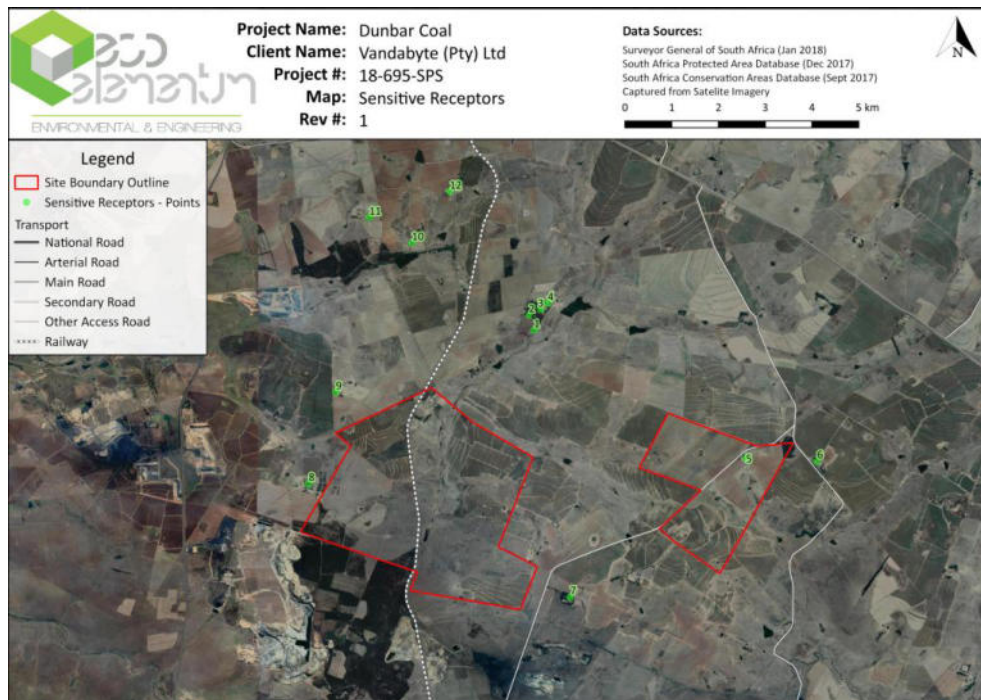 eco
elementum
ENVIRONMENTAL & ENGINEERING
Project Name: Dunbar Coal
Client Name: Vandabyte (Pty) Ltd
Project #: 18-695-SPS
Map: Sensitive Receptors
Rev #: 1
Data Sources:
Surveyor General of South Africa (Jan 2018)
South Africa Protected Area Database (Dec 2017)
South Africa Conservation Areas Database (Sept 2017)
Captured from Satelite Imagery
0 1 2 3 4 5 km
N
Legend
Site Boundary Outline
Sensitive Receptors - Points
Transport
National Road
Arterial Road
Main Road
Secondary Road
Other Access Road
Railway
12
11
10
4
3
2
1
9
5
6
8
7